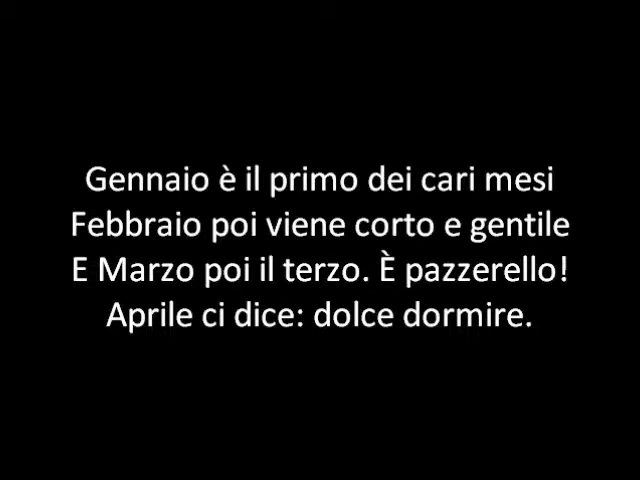 Gennaio è il primo dei cari mesi
Febbraio poi viene corto e gentile
E Marzo poi il terzo. È pazzerello!
Aprile ci dice: dolce dormire.